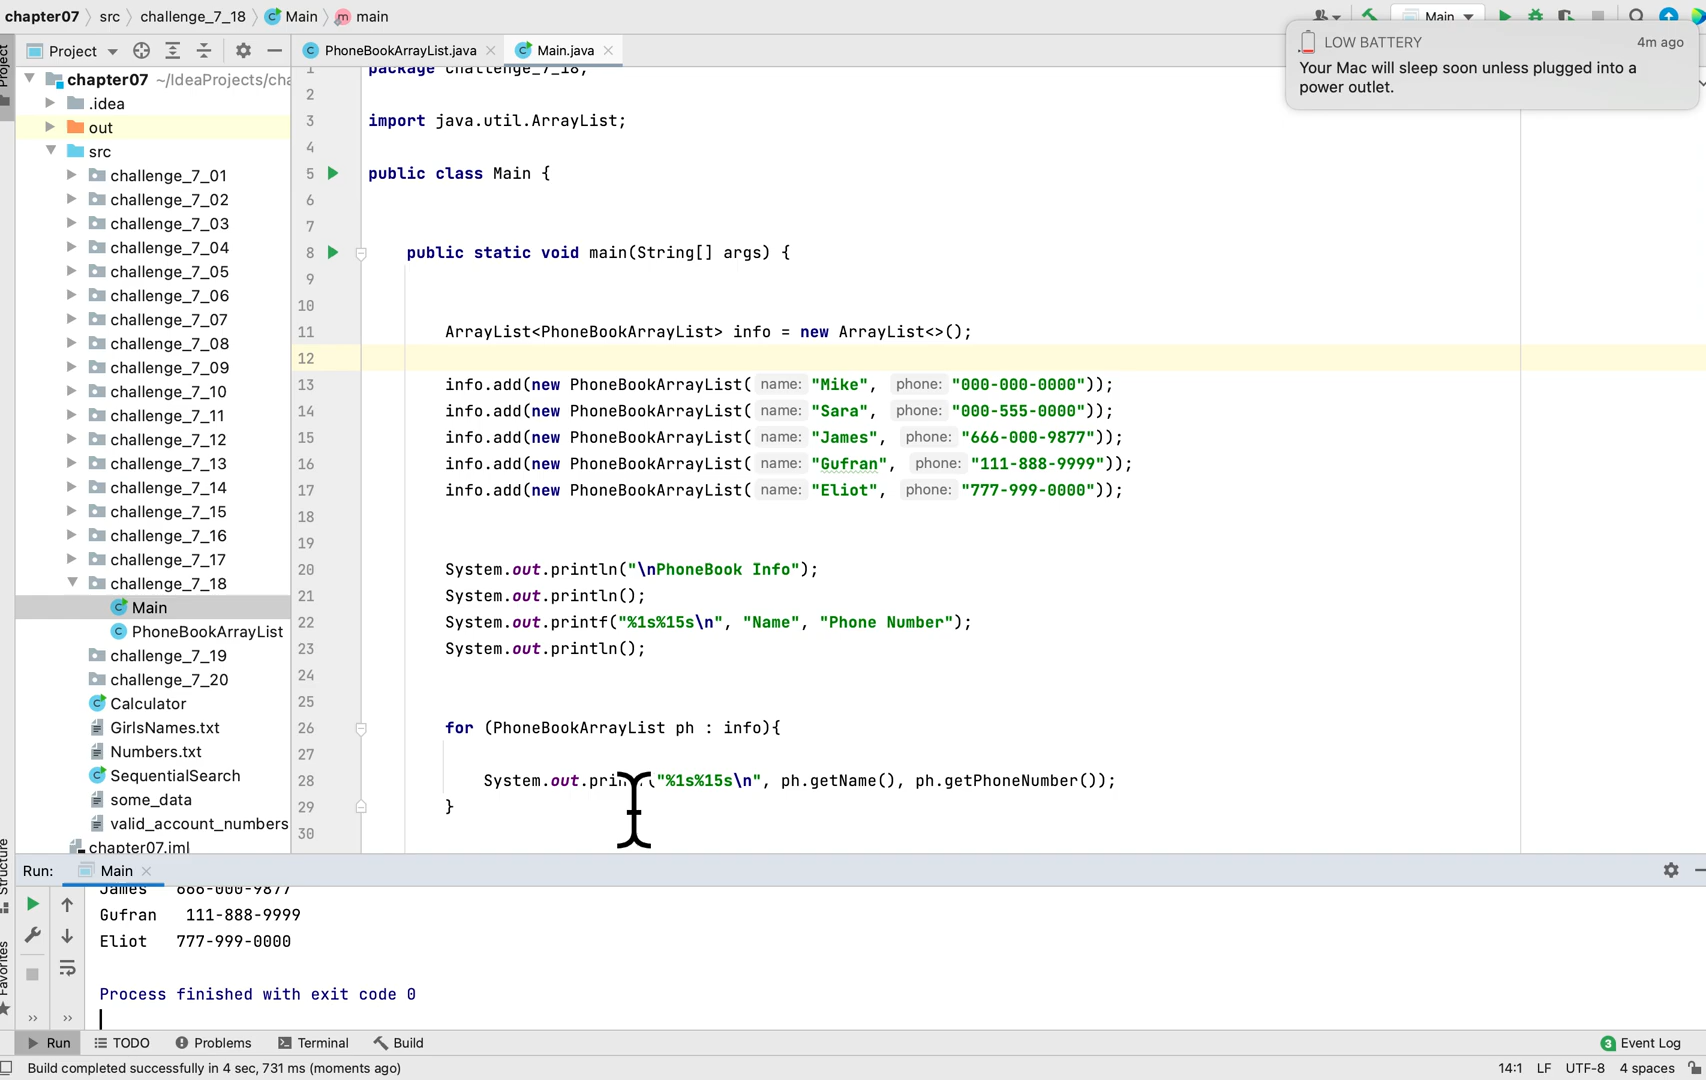 chapter07 src challenge_7_18 Main main
Main
LOW BATTERY 4m ago
Your Mac will sleep soon unless plugged into a
power outlet.
Project
Project
PhoneBookArrayList.java Main.java
chapter07 ~/IdeaProjects/cha
.idea
out
src
challenge_7_01
challenge_7_02
challenge_7_03
challenge_7_04
challenge_7_05
challenge_7_06
challenge_7_07
challenge_7_08
challenge_7_09
challenge_7_10
challenge_7_11
challenge_7_12
challenge_7_13
challenge_7_14
challenge_7_15
challenge_7_16
challenge_7_17
challenge_7_18
Main
PhoneBookArrayList
challenge_7_19
challenge_7_20
Calculator
GirlsNames.txt
Numbers.txt
SequentialSearch
some_data
valid_account_numbers
chapter07.iml
1 package challenge_7_18;
2
3 import java.util.ArrayList;
4
5 public class Main {
6
7
8 public static void main(String[] args) {
9
10
11 ArrayList<PhoneBookArrayList> info = new ArrayList<>();
12
13 info.add(new PhoneBookArrayList( name: "Mike", phone: "000-000-0000"));
14 info.add(new PhoneBookArrayList( name: "Sara", phone: "000-555-0000"));
15 info.add(new PhoneBookArrayList( name: "James", phone: "666-000-9877"));
16 info.add(new PhoneBookArrayList( name: "Gufran", phone: "111-888-9999"));
17 info.add(new PhoneBookArrayList( name: "Eliot", phone: "777-999-0000"));
18
19
20 System.out.println("\nPhoneBook Info");
21 System.out.println();
22 System.out.printf("%1s%15s\n", "Name", "Phone Number");
23 System.out.println();
24
25
26 for (PhoneBookArrayList ph : info){
27
28 System.out.printf("%1s%15s\n", ph.getName(), ph.getPhoneNumber());
29 }
30
Structure
Favorites
Run: Main
James 666-000-9877
Gufran 111-888-9999
Eliot 777-999-0000
Process finished with exit code 0
Run TODO Problems Terminal Build 3 Event Log
Build completed successfully in 4 sec, 731 ms (moments ago) 14:1 LF UTF-8 4 spaces